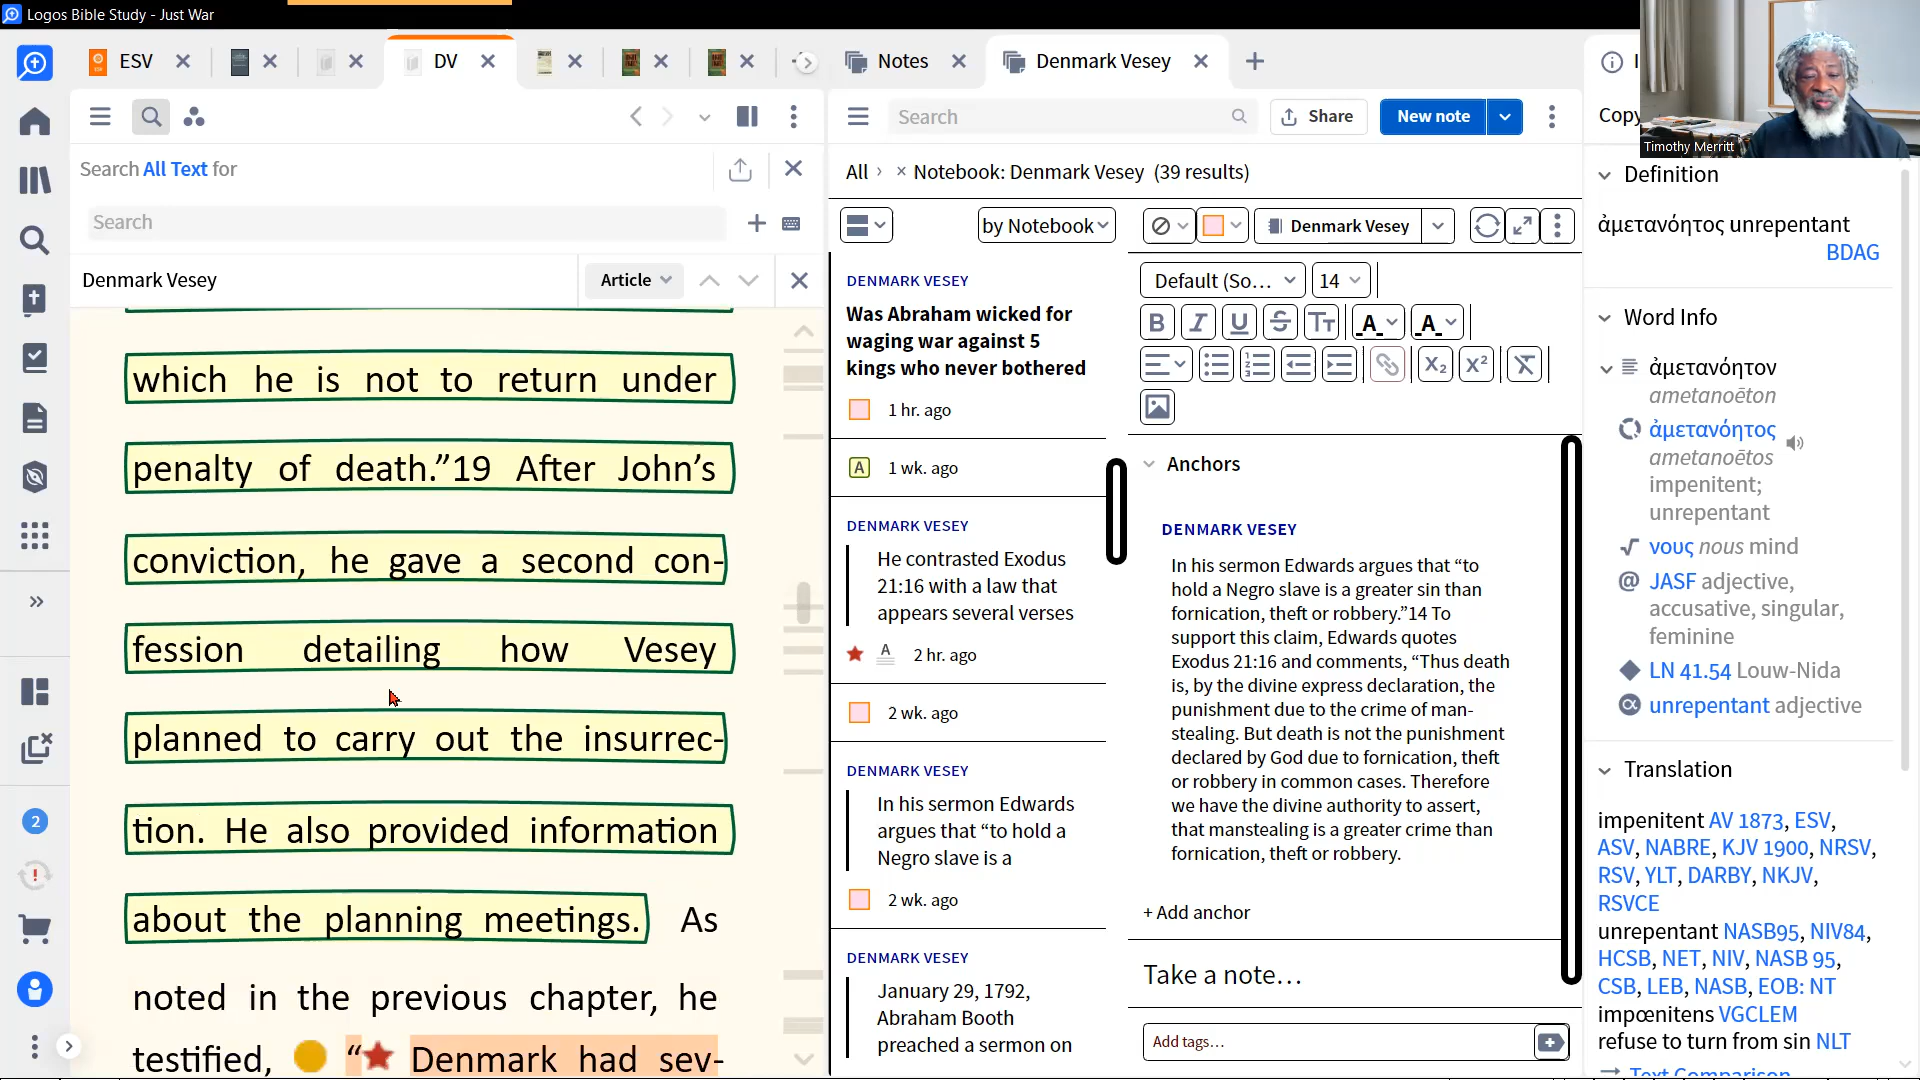 Logos Bible Study - Just War
ESV
DV
Notes
Denmark Vesey
Search
Share
New note
Copy
Timothy Merritt
Search All Text for
Search
Denmark Vesey
Article
which he is not to return under
penalty of death.”19 After John’s
conviction, he gave a second con-
fession detailing how Vesey
planned to carry out the insurrec-
tion. He also provided information
about the planning meetings. As
noted in the previous chapter, he
testified, “ Denmark had sev-
2
All › × Notebook: Denmark Vesey (39 results)
by Notebook
Denmark Vesey
DENMARK VESEY
Was Abraham wicked for
waging war against 5
kings who never bothered
1 hr. ago
A 1 wk. ago
DENMARK VESEY
He contrasted Exodus
21:16 with a law that
appears several verses
A 2 hr. ago
2 wk. ago
DENMARK VESEY
In his sermon Edwards
argues that “to hold a
Negro slave is a
2 wk. ago
DENMARK VESEY
January 29, 1792,
Abraham Booth
preached a sermon on
Default (So... 14
B I U S Tт A A
X₂ X²
Anchors
DENMARK VESEY
In his sermon Edwards argues that “to
hold a Negro slave is a greater sin than
fornication, theft or robbery.”14 To
support this claim, Edwards quotes
Exodus 21:16 and comments, “Thus death
is, by the divine express declaration, the
punishment due to the crime of man-
stealing. But death is not the punishment
declared by God due to fornication, theft
or robbery in common cases. Therefore
we have the divine authority to assert,
that manstealing is a greater crime than
fornication, theft or robbery.
+ Add anchor
Take a note…
Add tags…
Definition
ἀμετανόητος unrepentant
BDAG
Word Info
ἀμετανόητον
ametanoēton
ἀμετανόητος
ametanoētos
impenitent;
unrepentant
νους nous mind
@ JASF adjective,
accusative, singular,
feminine
LN 41.54 Louw-Nida
unrepentant adjective
Translation
impenitent AV 1873, ESV,
ASV, NABRE, KJV 1900, NRSV,
RSV, YLT, DARBY, NKJV,
RSVCE
unrepentant NASB95, NIV84,
HCSB, NET, NIV, NASB 95,
CSB, LEB, NASB, EOB: NT
impœnitens VGCLEM
refuse to turn from sin NLT
Text Comparison